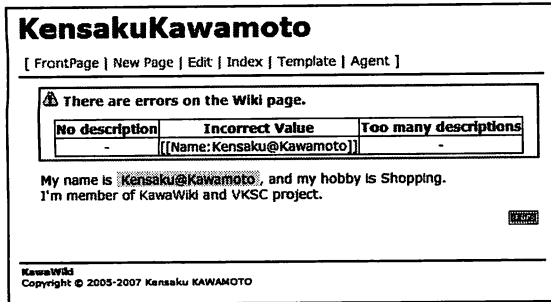 KensakuKawamoto
[ FrontPage | New Page | Edit | Index | Template | Agent ]
There are errors on the Wiki page.
No description Incorrect Value Too many descriptions
- [[Name:Kensaku@Kawamoto]] -
My name is Kensaku@Kawamoto , and my hobby is Shopping.
I'm member of KawaWiki and VKSC project.
KawaWiki
Copyright © 2005-2007 Kensaku KAWAMOTO